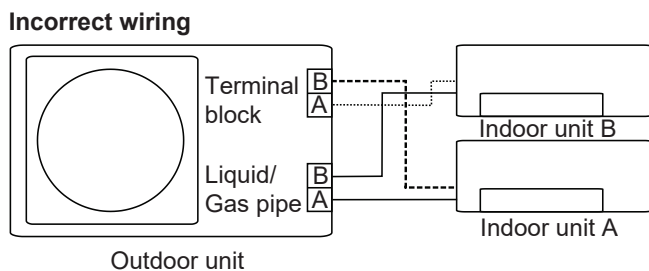 Incorrect wiring
Terminal
block
B
A
Liquid/
Gas pipe
B
A
Indoor unit B
Indoor unit A
Outdoor unit